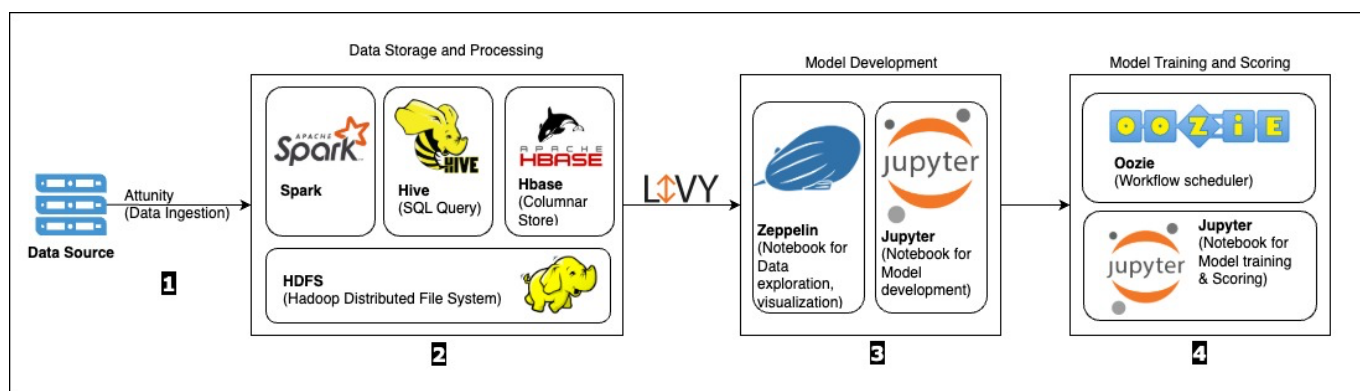 Data Storage and Processing
Model Development
Model Training and Scoring
Data Source
Attunity
(Data Ingestion)
1
APACHE
Spark
Spark
HIVE
Hive
(SQL Query)
APACHE
HBASE
Hbase
(Columnar
Store)
HDFS
(Hadoop Distributed File System)
2
LIVY
Zeppelin
(Notebook for
Data
exploration,
visualization)
jupyter
Jupyter
(Notebook for
Model
development)
3
OOZIE
Oozie
(Workflow scheduler)
jupyter
Jupyter
(Notebook for
Model training
& Scoring)
4